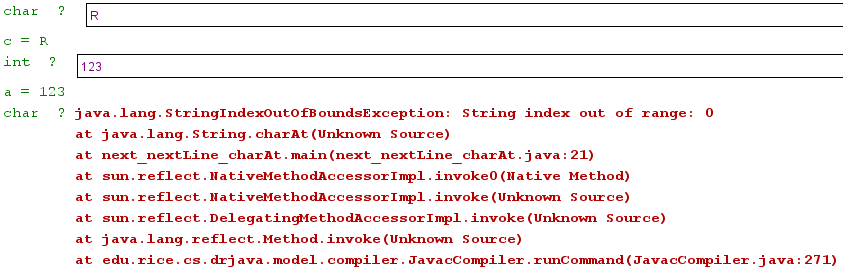 char ? R
c = R
int ? 123
a = 123
char ? java.lang.StringIndexOutOfBoundsException: String index out of range: 0
at java.lang.String.charAt(Unknown Source)
at next_nextLine_charAt.main(next_nextLine_charAt.java:21)
at sun.reflect.NativeMethodAccessorImpl.invoke0(Native Method)
at sun.reflect.NativeMethodAccessorImpl.invoke(Unknown Source)
at sun.reflect.DelegatingMethodAccessorImpl.invoke(Unknown Source)
at java.lang.reflect.Method.invoke(Unknown Source)
at edu.rice.cs.drjava.model.compiler.JavacCompiler.runCommand(JavacCompiler.java:271)